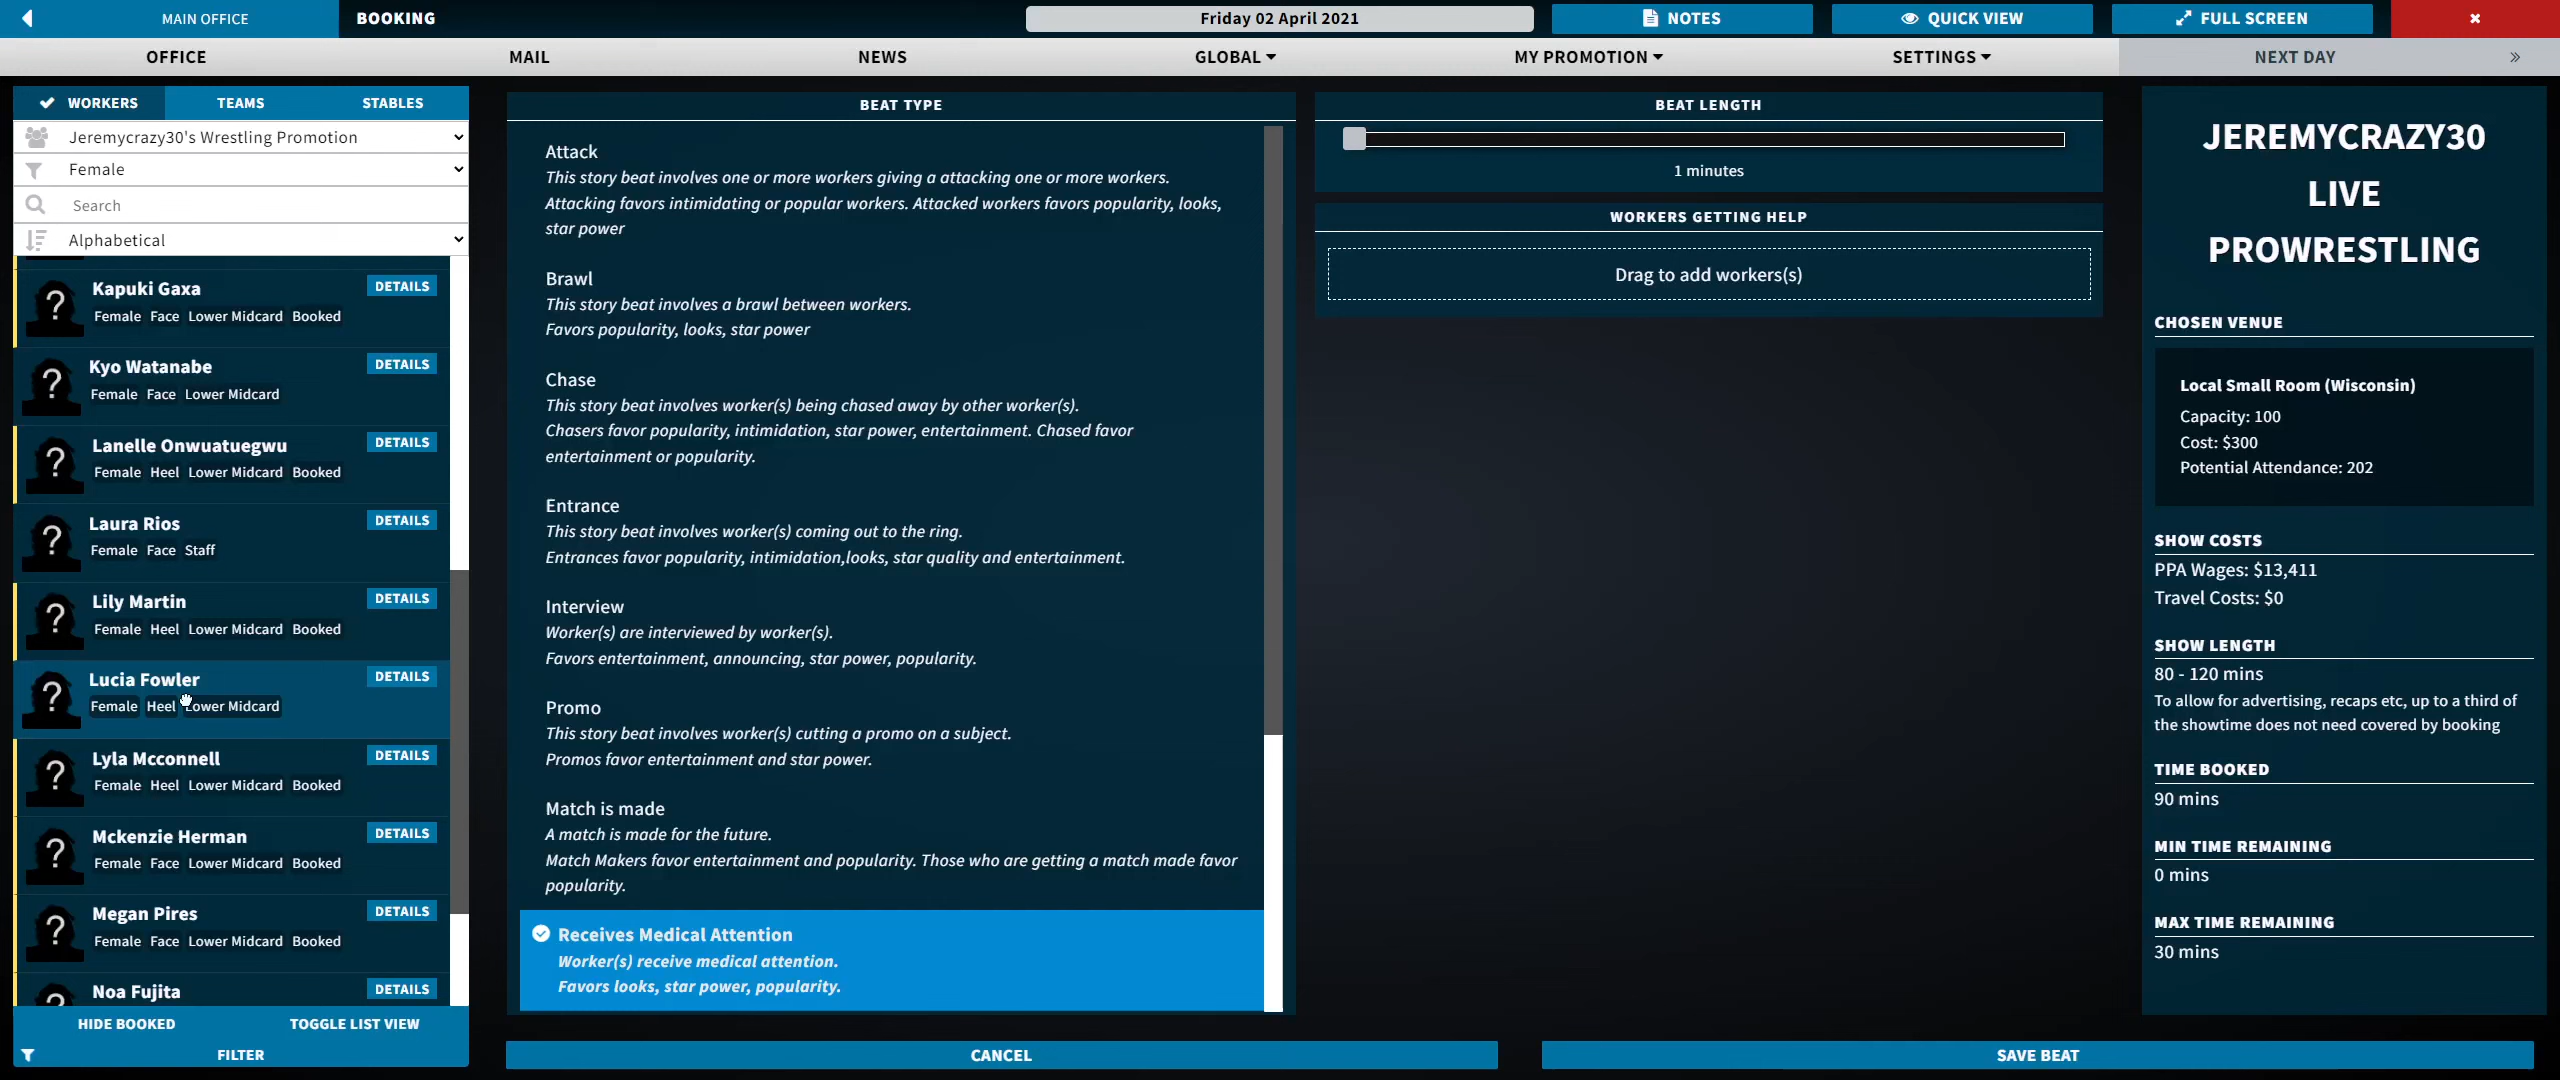 MAIN OFFICE
BOOKING
Friday 02 April 2021
NOTES
QUICK VIEW
FULL SCREEN
OFFICE
MAIL
NEWS
GLOBAL
MY PROMOTION
SETTINGS
NEXT DAY
WORKERS
TEAMS
STABLES
Jeremycrazy30's Wrestling Promotion
Female
Search
Alphabetical
Kapuki Gaxa
DETAILS
Female Face Lower Midcard Booked
Kyo Watanabe
DETAILS
Female Face Lower Midcard
Lanelle Onwuatuegwu
DETAILS
Female Heel Lower Midcard Booked
Laura Rios
DETAILS
Female Face Staff
Lily Martin
DETAILS
Female Heel Lower Midcard Booked
Lucia Fowler
DETAILS
Female Heel Lower Midcard
Lyla Mcconnell
DETAILS
Female Heel Lower Midcard Booked
Mckenzie Herman
DETAILS
Female Face Lower Midcard Booked
Megan Pires
DETAILS
Female Face Lower Midcard Booked
Noa Fujita
DETAILS
HIDE BOOKED
TOGGLE LIST VIEW
FILTER
BEAT TYPE
Attack
This story beat involves one or more workers giving a attacking one or more workers.
Attacking favors intimidating or popular workers. Attacked workers favors popularity, looks,
star power
Brawl
This story beat involves a brawl between workers.
Favors popularity, looks, star power
Chase
This story beat involves worker(s) being chased away by other worker(s).
Chasers favor popularity, intimidation, star power, entertainment. Chased favor
entertainment or popularity.
Entrance
This story beat involves worker(s) coming out to the ring.
Entrances favor popularity, intimidation,looks, star quality and entertainment.
Interview
Worker(s) are interviewed by worker(s).
Favors entertainment, announcing, star power, popularity.
Promo
This story beat involves worker(s) cutting a promo on a subject.
Promos favor entertainment and star power.
Match is made
A match is made for the future.
Match Makers favor entertainment and popularity. Those who are getting a match made favor
popularity.
Receives Medical Attention
Worker(s) receive medical attention.
Favors looks, star power, popularity.
BEAT LENGTH
1 minutes
WORKERS GETTING HELP
Drag to add workers(s)
CANCEL
SAVE BEAT
JEREMYCRAZY30
LIVE
PROWRESTLING
CHOSEN VENUE
Local Small Room (Wisconsin)
Capacity: 100
Cost: $300
Potential Attendance: 202
SHOW COSTS
PPA Wages: $13,411
Travel Costs: $0
SHOW LENGTH
80 - 120 mins
To allow for advertising, recaps etc, up to a third of
the showtime does not need covered by booking
TIME BOOKED
90 mins
MIN TIME REMAINING
0 mins
MAX TIME REMAINING
30 mins